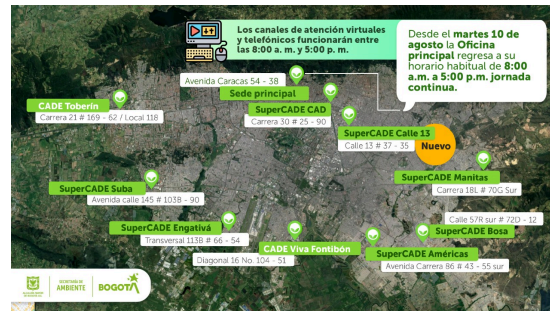 Los canales de atención virtuales
y telefónicos funcionarán entre
las 8:00 a. m. y 5:00 p. m.
Desde el martes 10 de
agosto la Oficina
principal regresa a su
horario habitual de 8:00
a.m. a 5:00 p.m. jornada
continua.
Avenida Caracas 54 - 38
Sede principal
CADE Toberín
Carrera 21 # 169 - 62 / Local 118
SuperCADE CAD
Carrera 30 # 25 - 90
SuperCADE Calle 13
Calle 13 # 37 - 35
Nuevo
SuperCADE Manitas
Carrera 18L # 70G Sur
SuperCADE Suba
Avenida calle 145 # 103B - 90
Calle 57R sur # 72D - 12
SuperCADE Bosa
SuperCADE Engativá
Transversal 113B # 66 - 54
CADE Viva Fontibón
Diagonal 16 No. 104 - 51
SuperCADE Américas
Avenida Carrera 86 # 43 - 55 sur
SECRETARÍA DE
AMBIENTE
BOGOTÁ